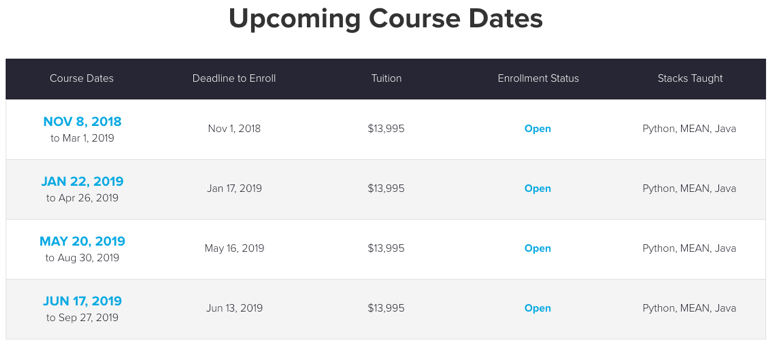 Upcoming Course Dates
Course Dates Deadline to Enroll Tuition Enrollment Status Stacks Taught
NOV 8, 2018
to Mar 1, 2019 Nov 1, 2018 $13,995 Open Python, MEAN, Java
JAN 22, 2019
to Apr 26, 2019 Jan 17, 2019 $13,995 Open Python, MEAN, Java
MAY 20, 2019
to Aug 30, 2019 May 16, 2019 $13,995 Open Python, MEAN, Java
JUN 17, 2019
to Sep 27, 2019 Jun 13, 2019 $13,995 Open Python, MEAN, Java